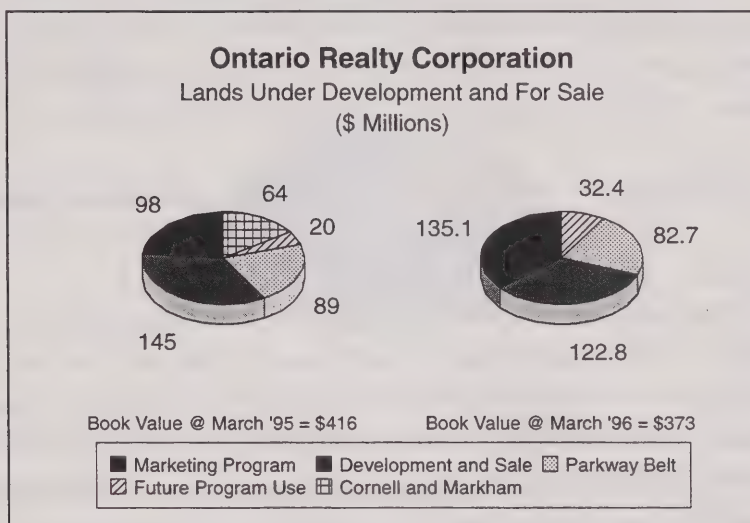 Ontario Realty Corporation
Lands Under Development and For Sale
($ Millions)
98
64
20
89
145
135.1
32.4
82.7
122.8
Book Value @ March '95 = $416
Book Value @ March '96 = $373
Marketing Program
Development and Sale
Parkway Belt
Future Program Use
Cornell and Markham